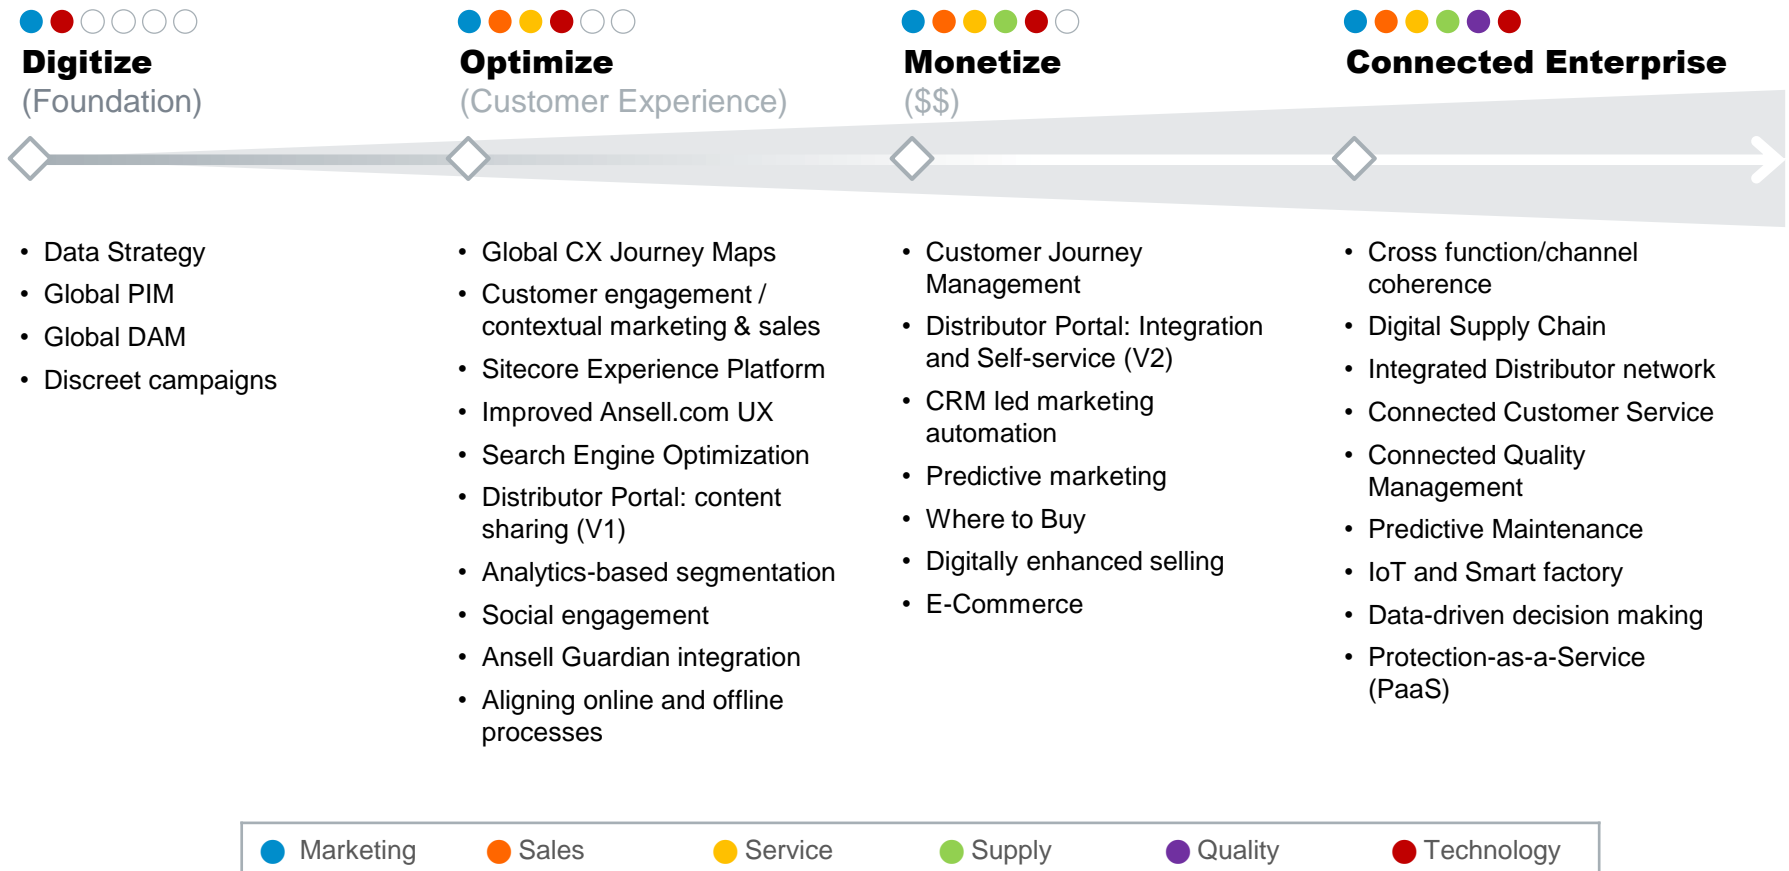 Digitize
(Foundation)
• Data Strategy
• Global PIM
• Global DAM
• Discreet campaigns
Optimize
(Customer Experience)
• Global CX Journey Maps
• Customer engagement /
contextual marketing & sales
• Sitecore Experience Platform
• Improved Ansell.com UX
• Search Engine Optimization
• Distributor Portal: content
sharing (V1)
• Analytics-based segmentation
• Social engagement
• Ansell Guardian integration
• Aligning online and offline
processes
Monetize
($$)
• Customer Journey
Management
• Distributor Portal: Integration
and Self-service (V2)
• CRM led marketing
automation
• Predictive marketing
• Where to Buy
• Digitally enhanced selling
• E-Commerce
Connected Enterprise
• Cross function/channel
coherence
• Digital Supply Chain
• Integrated Distributor network
• Connected Customer Service
• Connected Quality
Management
• Predictive Maintenance
• IoT and Smart factory
• Data-driven decision making
• Protection-as-a-Service
(PaaS)
Marketing
Sales
Service
Supply
Quality
Technology